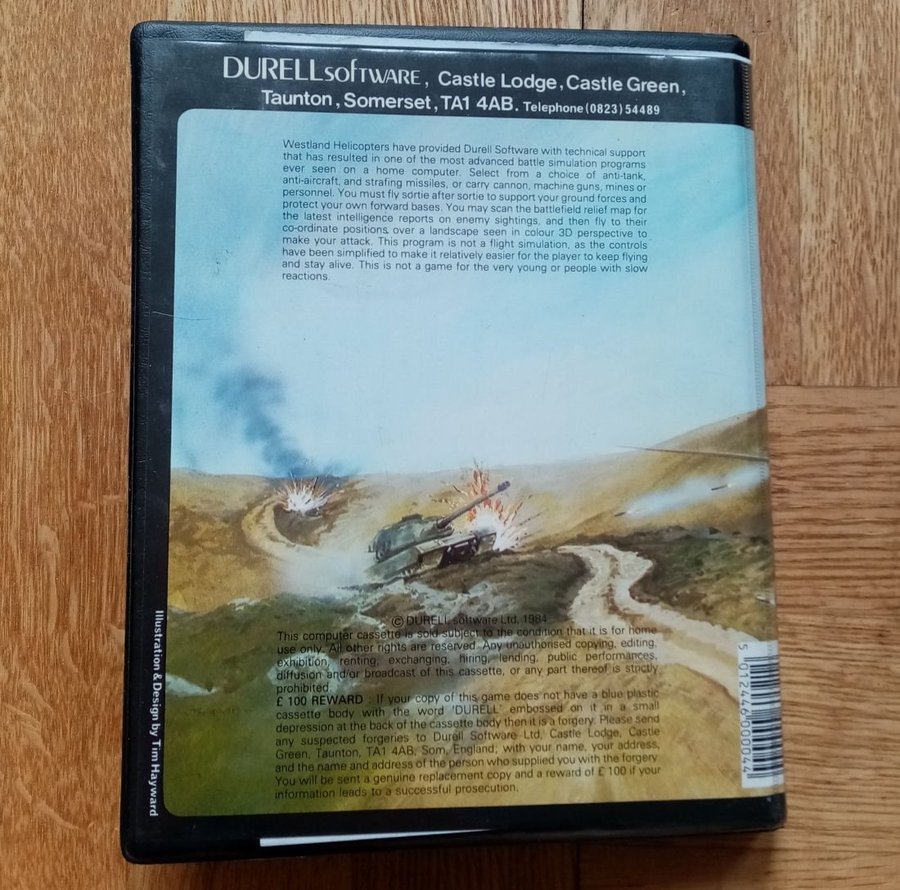 DURELL SOFTWARE, Castle Lodge, Castle Green,
Taunton, Somerset, TA1 4AB. Telephone (0823) 54489
Westland Helicopters have provided Durell Software with technical support
that has resulted in one of the most advanced battle simulation programs
ever seen on a home computer. Select from a choice of anti-tank,
anti-aircraft, and strafing missiles, or carry cannon, machine guns, mines or
personnel. You must fly sortie after sortie to support your ground forces and
protect your own forward bases. You may scan the battlefield relief map for
the latest intelligence reports on enemy sightings, and then fly to their
co-ordinate positions, over a landscape seen in colour 3D perspective to
make your attack. This program is not a flight simulation, as the controls
have been simplified to make it relatively easier for the player to keep flying
and stay alive. This is not a game for the very young or people with slow
reactions.
© DURELL software Ltd, 1984
This computer cassette is sold subject to the condition that it is for home
use only. All other rights are reserved. Any unauthorised copying, editing,
exhibition, renting, exchanging, hiring, lending, public performances,
diffusion and/or broadcast of this cassette, or any part thereof is strictly
prohibited.
£ 100 REWARD : If your copy of this game does not have a blue plastic
cassette body with the word 'DURELL' embossed on it in a small
depression at the back of the cassette body then it is a forgery. Please send
any suspected forgeries to Durell Software Ltd, Castle Lodge, Castle
Green, Taunton, TA1 4AB, Som, England; with your name, your address,
and the name and address of the person who supplied you with the forgery.
You will be sent a genuine replacement copy and a reward of £ 100 if your
information leads to a successful prosecution.
Illustration & Design by Tim Hayward